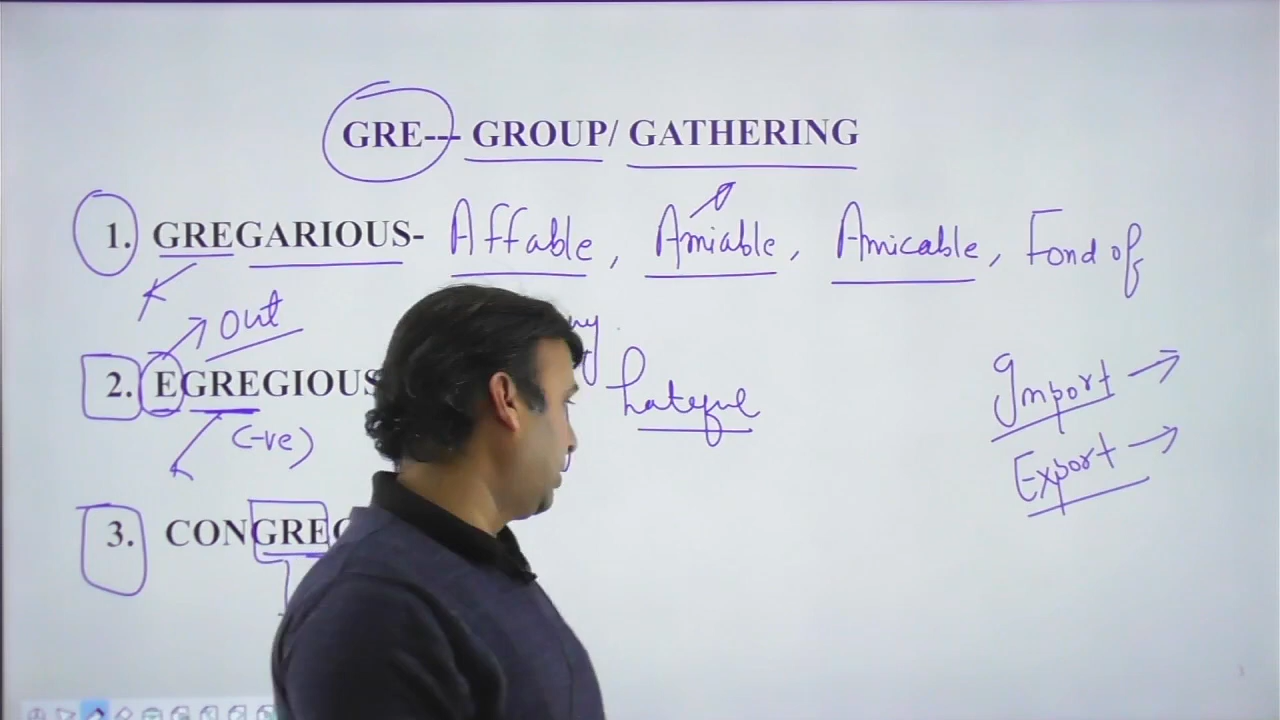 GRE--- GROUP/ GATHERING
1. GREGARIOUS- Affable, Amiable, Amicable, Fond of
out
2. EGREGIOUS hateful
(-ve)
Import →
Export →
3. CONGREG